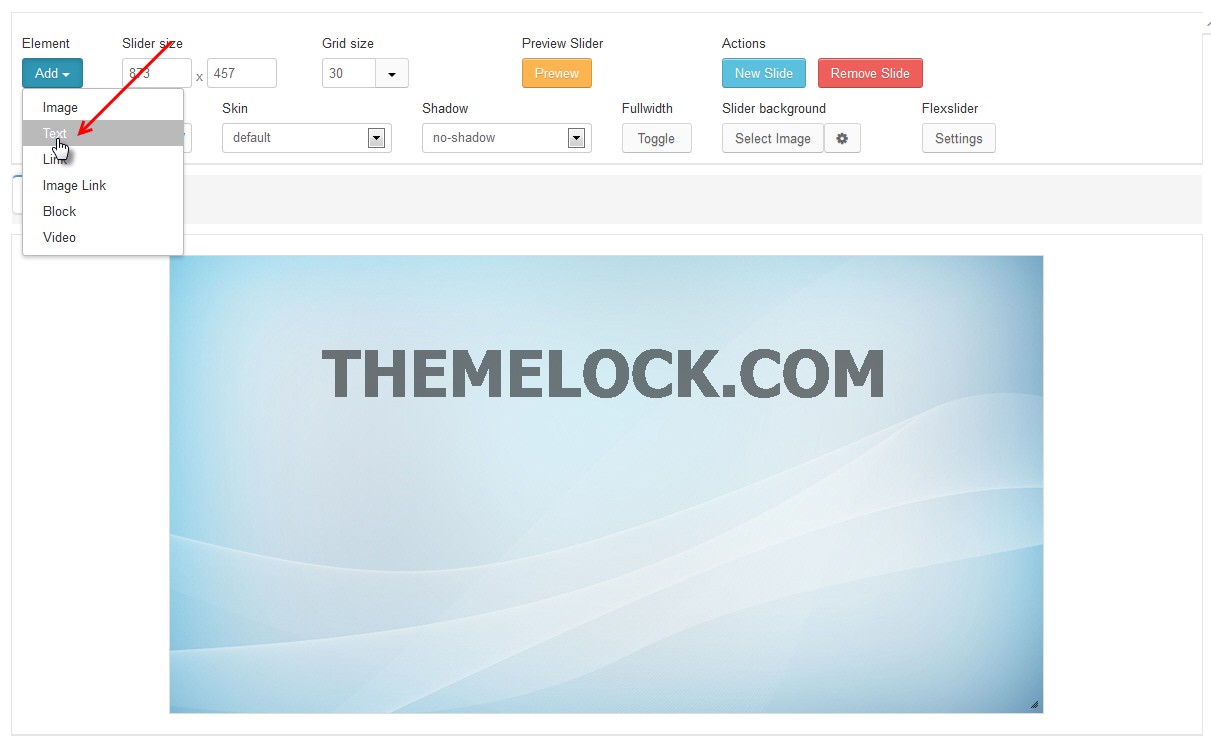 Element Slider size Grid size Preview Slider Actions
Add 873 x 457 30 Preview New Slide Remove Slide
Image
Skin Shadow Fullwidth Slider background Flexslider
Text
default no-shadow Toggle Select Image Settings
Link
Image Link
Block
Video
THEMELOCK.COM